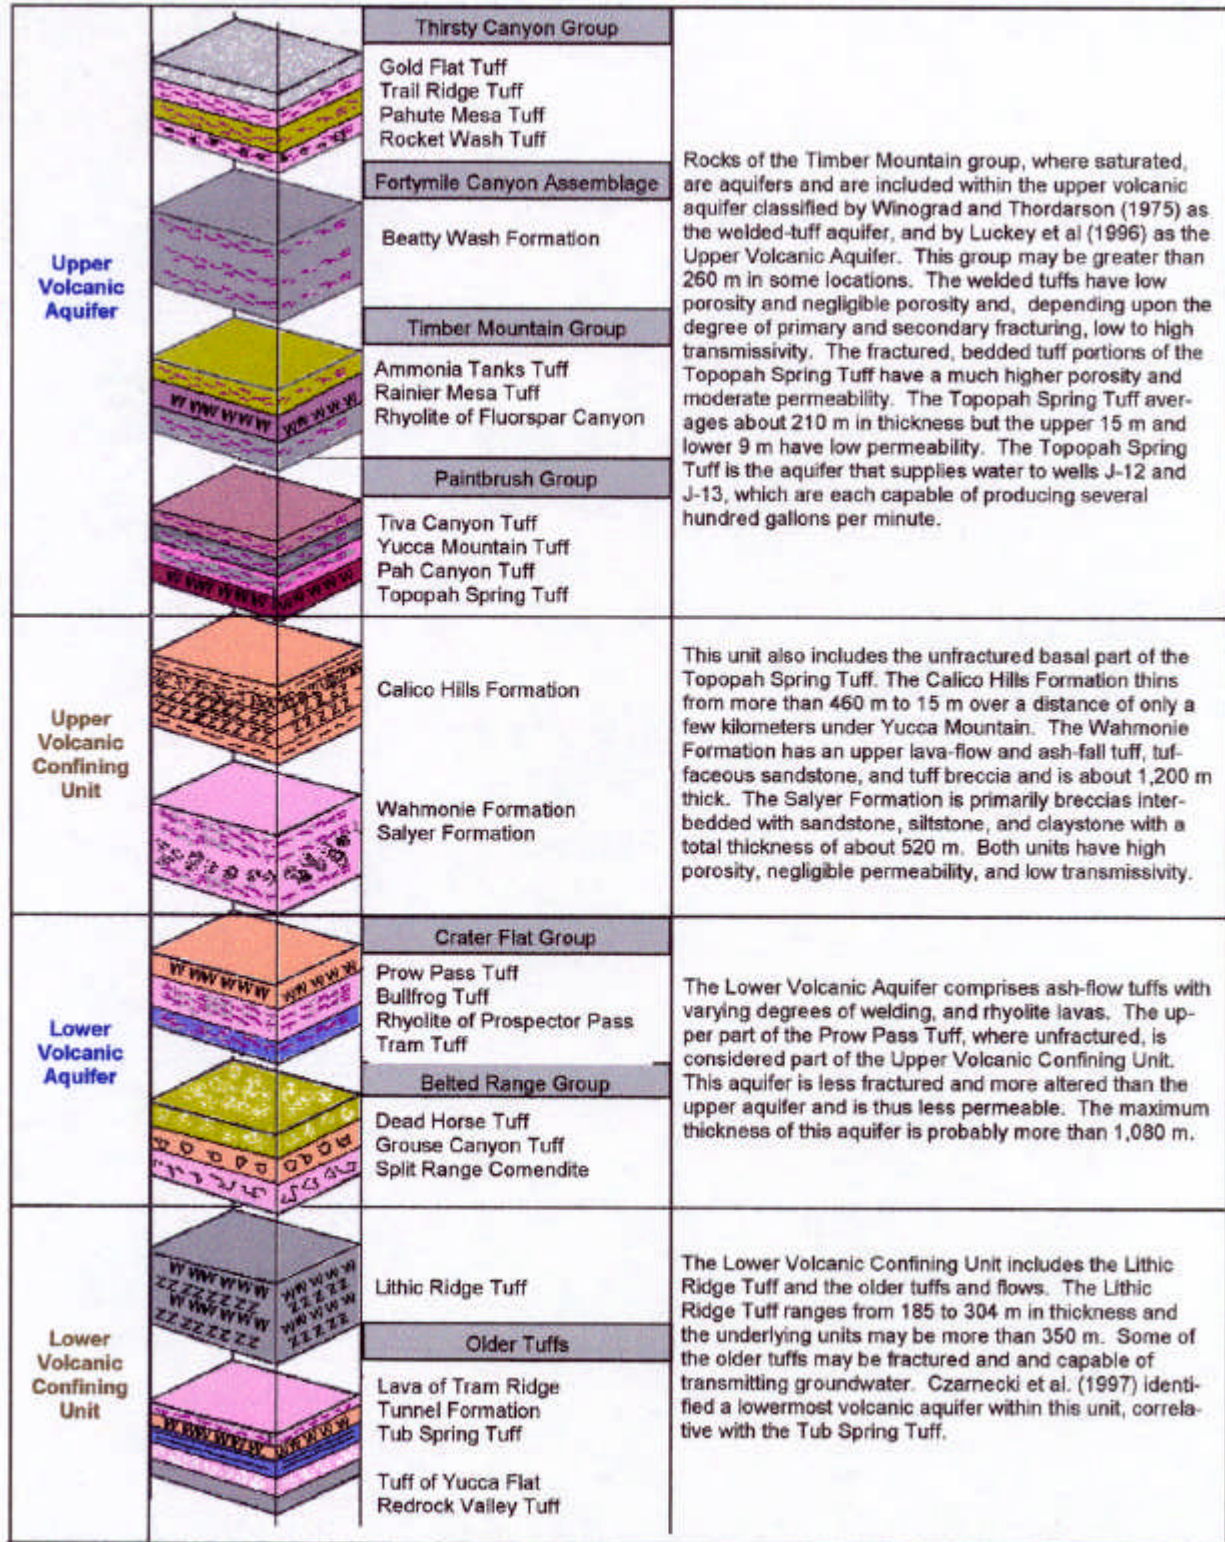 Thirsty Canyon Group
Gold Flat Tuff
Trail Ridge Tuff
Pahute Mesa Tuff
Rocket Wash Tuff
Fortymile Canyon Assemblage
Beatty Wash Formation
Upper
Volcanic
Aquifer
Timber Mountain Group
Ammonia Tanks Tuff
Rainier Mesa Tuff
Rhyolite of Fluorspar Canyon
Paintbrush Group
Tiva Canyon Tuff
Yucca Mountain Tuff
Pah Canyon Tuff
Topopah Spring Tuff
Rocks of the Timber Mountain group, where saturated,
are aquifers and are included within the upper volcanic
aquifer classified by Winograd and Thordarson (1975) as
the welded-tuff aquifer, and by Luckey et al (1996) as the
Upper Volcanic Aquifer. This group may be greater than
260 m in some locations. The welded tuffs have low
porosity and negligible porosity and, depending upon the
degree of primary and secondary fracturing, low to high
transmissivity. The fractured, bedded tuff portions of the
Topopah Spring Tuff have a much higher porosity and
moderate permeability. The Topopah Spring Tuff aver-
ages about 210 m in thickness but the upper 15 m and
lower 9 m have low permeability. The Topopah Spring
Tuff is the aquifer that supplies water to wells J-12 and
J-13, which are each capable of producing several
hundred gallons per minute.
Upper
Volcanic
Confining
Unit
Calico Hills Formation
Wahmonie Formation
Salyer Formation
This unit also includes the unfractured basal part of the
Topopah Spring Tuff. The Calico Hills Formation thins
from more than 460 m to 15 m over a distance of only a
few kilometers under Yucca Mountain. The Wahmonie
Formation has an upper lava-flow and ash-fall tuff, tuf-
faceous sandstone, and tuff breccia and is about 1,200 m
thick. The Salyer Formation is primarily breccias inter-
bedded with sandstone, siltstone, and claystone with a
total thickness of about 520 m. Both units have high
porosity, negligible permeability, and low transmissivity.
Lower
Volcanic
Aquifer
Crater Flat Group
Prow Pass Tuff
Bullfrog Tuff
Rhyolite of Prospector Pass
Tram Tuff
Belted Range Group
Dead Horse Tuff
Grouse Canyon Tuff
Split Range Comendite
The Lower Volcanic Aquifer comprises ash-flow tuffs with
varying degrees of welding, and rhyolite lavas. The up-
per part of the Prow Pass Tuff, where unfractured, is
considered part of the Upper Volcanic Confining Unit.
This aquifer is less fractured and more altered than the
upper aquifer and is thus less permeable. The maximum
thickness of this aquifer is probably more than 1,080 m.
Lower
Volcanic
Confining
Unit
Lithic Ridge Tuff
Older Tuffs
Lava of Tram Ridge
Tunnel Formation
Tub Spring Tuff
Tuff of Yucca Flat
Redrock Valley Tuff
The Lower Volcanic Confining Unit includes the Lithic
Ridge Tuff and the older tuffs and flows. The Lithic
Ridge Tuff ranges from 185 to 304 m in thickness and
the underlying units may be more than 350 m. Some of
the older tuffs may be fractured and and capable of
transmitting groundwater. Czarnecki et al. (1997) identi-
fied a lowermost volcanic aquifer within this unit, correla-
tive with the Tub Spring Tuff.